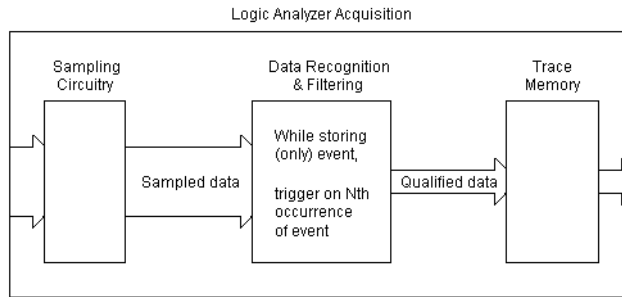 Logic Analyzer Acquisition
Sampling
Circuitry
Data Recognition
& Filtering
Trace
Memory
While storing
(only) event,
trigger on Nth
occurrence
of event
Sampled data
Qualified data